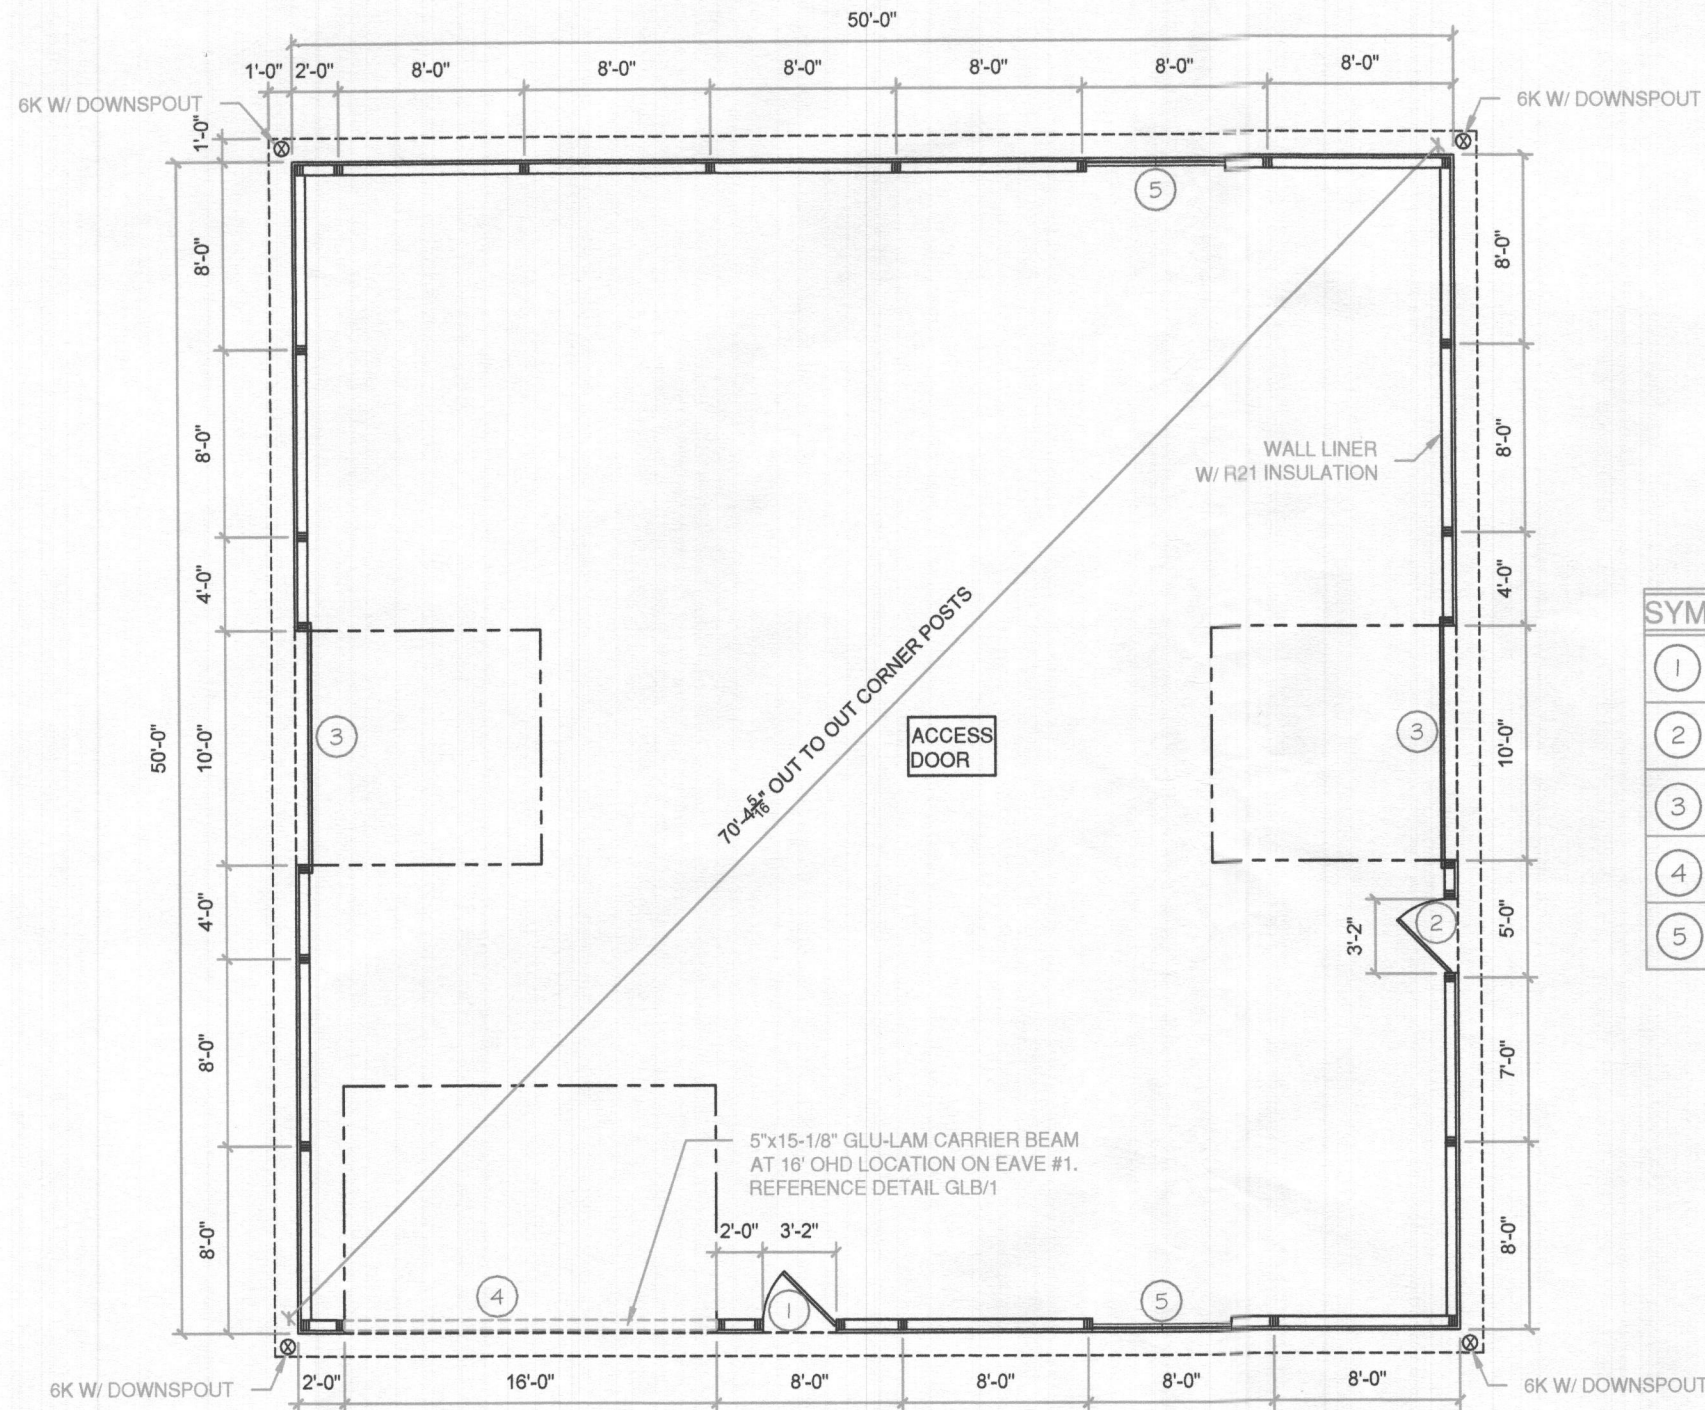 50'-0"
1'-0" 2'-0" 8'-0" 8'-0" 8'-0" 8'-0" 8'-0" 8'-0"
6K W/ DOWNSPOUT
6K W/ DOWNSPOUT
1'-0"
5
8'-0"
8'-0"
8'-0"
8'-0"
WALL LINER
W/ R21 INSULATION
4'-0"
4'-0"
SYM
1
2
3
4
5
70'-4 5/16" OUT TO OUT CORNER POSTS
50'-0"
10'-0"
3
ACCESS
DOOR
3
10'-0"
4'-0"
3'-2"
2
5'-0"
8'-0"
7'-0"
5"x15-1/8" GLU-LAM CARRIER BEAM
AT 16' OHD LOCATION ON EAVE #1.
REFERENCE DETAIL GLB/1
8'-0"
2'-0" 3'-2"
8'-0"
4
1
5
6K W/ DOWNSPOUT
2'-0" 16'-0" 8'-0" 8'-0" 8'-0" 8'-0"
6K W/ DOWNSPOUT